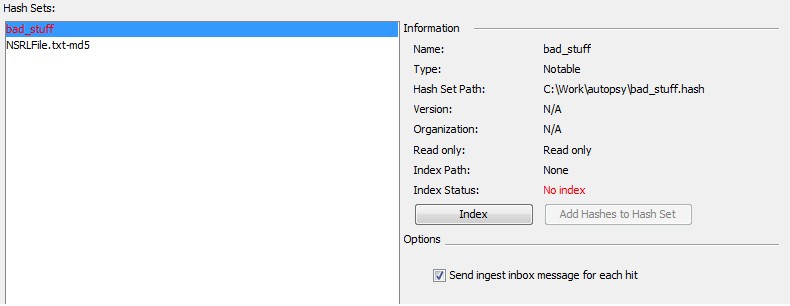 Hash Sets:
bad_stuff
NSRLFile.txt-md5
Information
Name: bad_stuff
Type: Notable
Hash Set Path: C:\Work\autopsy\bad_stuff.hash
Version: N/A
Organization: N/A
Read only: Read only
Index Path: None
Index Status: No index
Index Add Hashes to Hash Set
Options
Send ingest inbox message for each hit